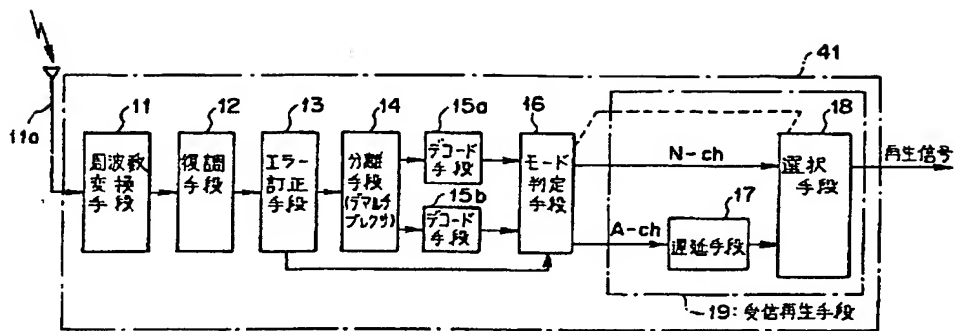 41
11a
11
周波数
変換
手段
12
復調
手段
13
エラー
訂正
手段
14
分離
手段
(デマルチ
プレクサ)
15a
デコード
手段
15b
デコード
手段
16
モード
判定
手段
N-ch
A-ch
17
遅延手段
18
選択
手段
再生信号
19:受信再生手段